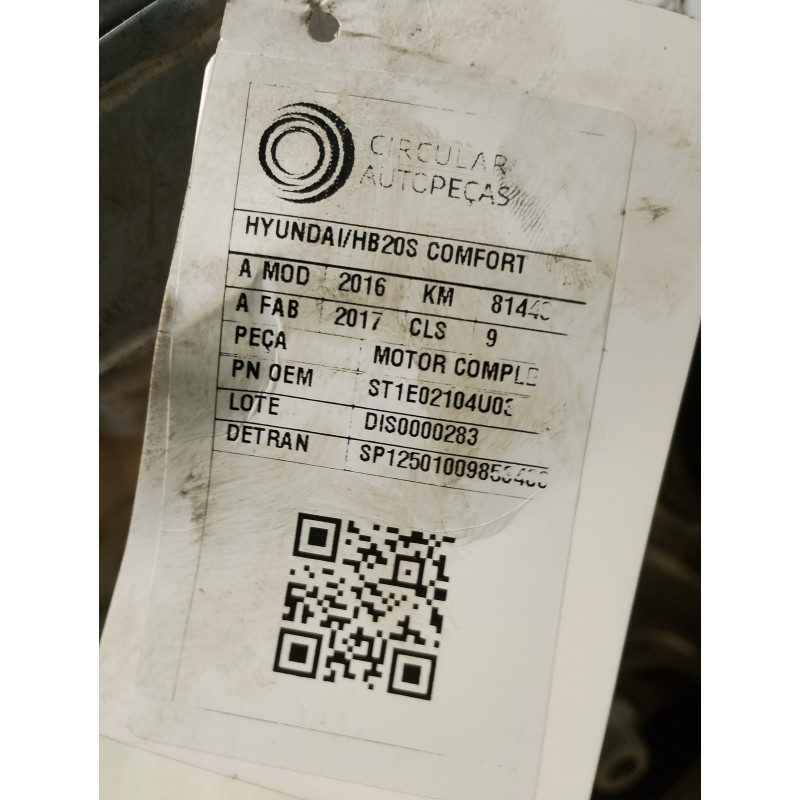 CIRCULAR
AUTOPEÇAS
HYUNDAI/HB20S COMFORT
A MOD 2016 KM
A FAB 2017 CLS 9
PEÇA MOTOR
PN OEM
LOTE DIS0000283
DETRAN